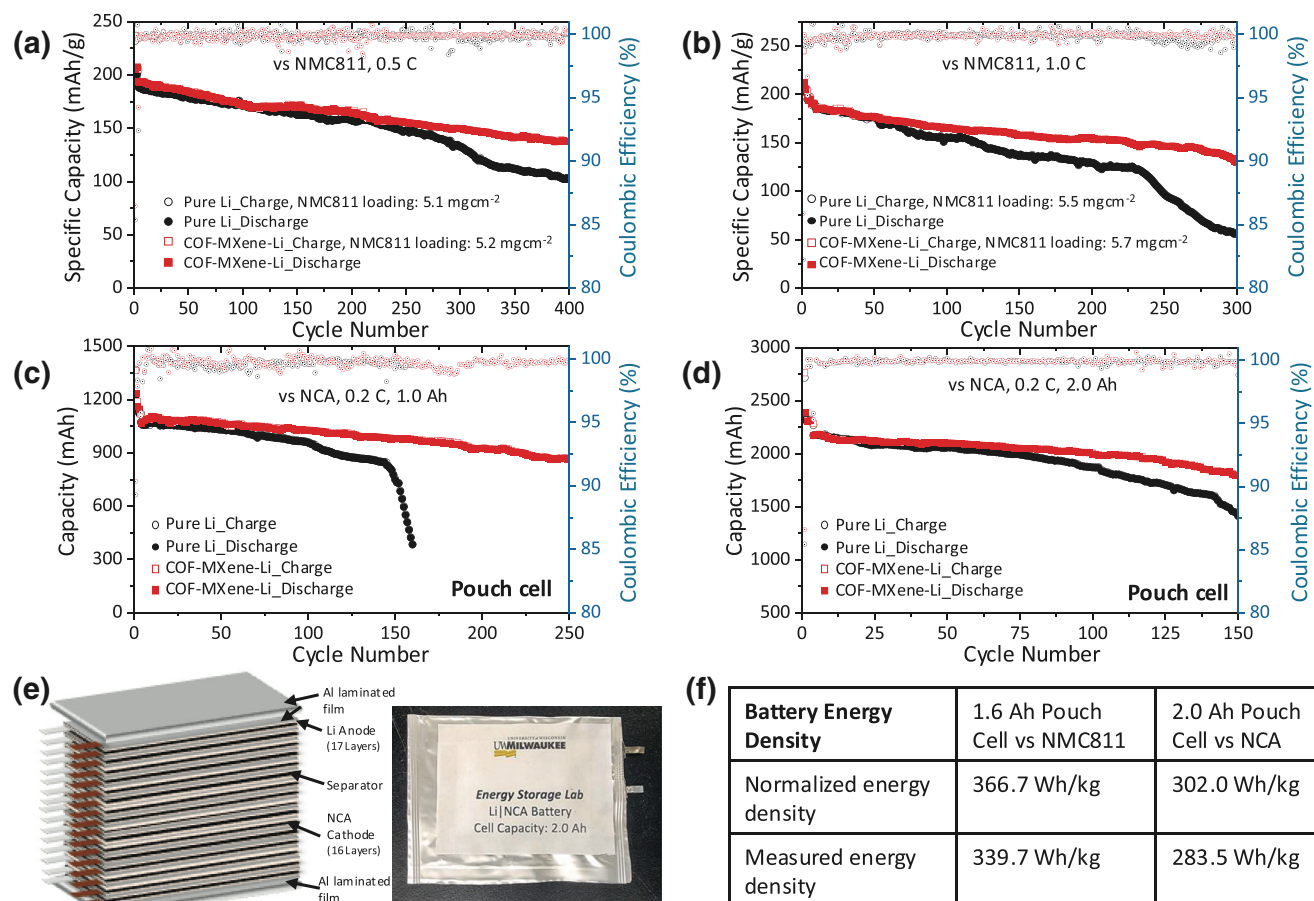 (a)
250
200
150
100
50
0
Specific Capacity (mAh/g)
vs NMC811, 0.5 C
Pure Li_Charge, NMC811 loading: 5.1 mgcm-2
Pure Li_Discharge
COF-MXene-Li_Charge, NMC811 loading: 5.2 mgcm-2
COF-MXene-Li_Discharge
0 50 100 150 200 250 300 350 400
Cycle Number
100
95
90
85
80
Coulombic Efficiency (%)
(b)
250
200
150
100
50
0
Specific Capacity (mAh/g)
vs NMC811, 1.0 C
Pure Li_Charge, NMC811 loading: 5.5 mgcm-2
Pure Li_Discharge
COF-MXene-Li_Charge, NMC811 loading: 5.7 mgcm-2
COF-MXene-Li_Discharge
0 50 100 150 200 250 300
Cycle Number
100
95
90
85
80
Coulombic Efficiency (%)
(c)
1500
1200
900
600
300
0
Capacity (mAh)
vs NCA, 0.2 C, 1.0 Ah
Pure Li_Charge
Pure Li_Discharge
COF-MXene-Li_Charge
COF-MXene-Li_Discharge
Pouch cell
0 50 100 150 200 250
Cycle Number
100
95
90
85
80
Coulombic Efficiency (%)
(d)
3000
2500
2000
1500
1000
500
Capacity (mAh)
vs NCA, 0.2 C, 2.0 Ah
Pure Li_Charge
Pure Li_Discharge
COF-MXene-Li_Charge
COF-MXene-Li_Discharge
Pouch cell
0 25 50 75 100 125 150
Cycle Number
100
95
90
85
80
Coulombic Efficiency (%)
(e)
Al laminated
film
Li Anode
(17 Layers)
Separator
NCA
Cathode
(16 Layers)
Al laminated
film
UNIVERSITY of WISCONSIN
UWMILWAUKEE
Energy Storage Lab
Li|NCA Battery
Cell Capacity: 2.0 Ah
(f)
Battery Energy Density
1.6 Ah Pouch Cell vs NMC811
2.0 Ah Pouch Cell vs NCA
Normalized energy density
366.7 Wh/kg
302.0 Wh/kg
Measured energy density
339.7 Wh/kg
283.5 Wh/kg